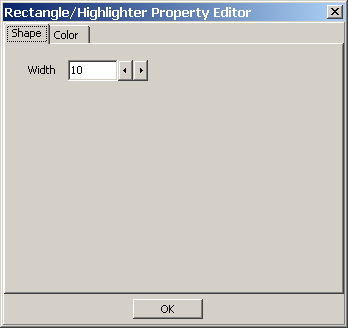 Rectangle/Highlighter Property Editor
Shape Color
Width 10
OK